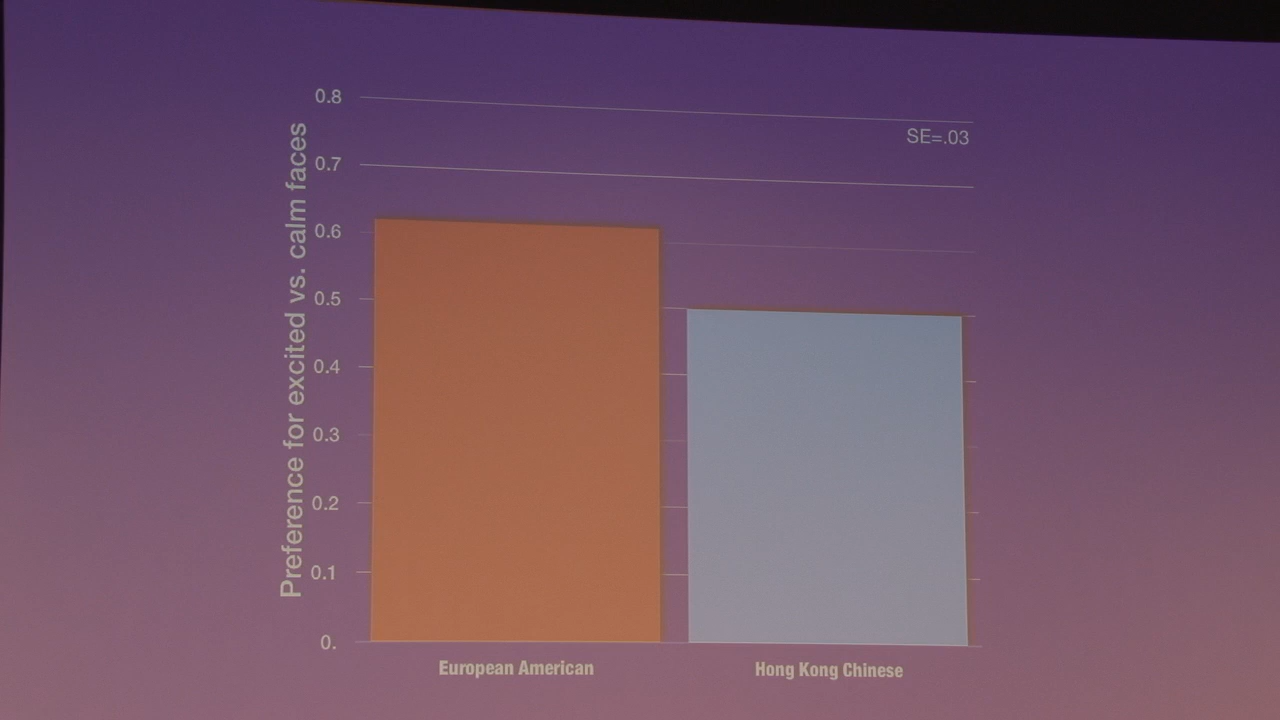 Preference for excited vs. calm faces
0.8
0.7
0.6
0.5
0.4
0.3
0.2
0.1
0.
SE=.03
European American
Hong Kong Chinese